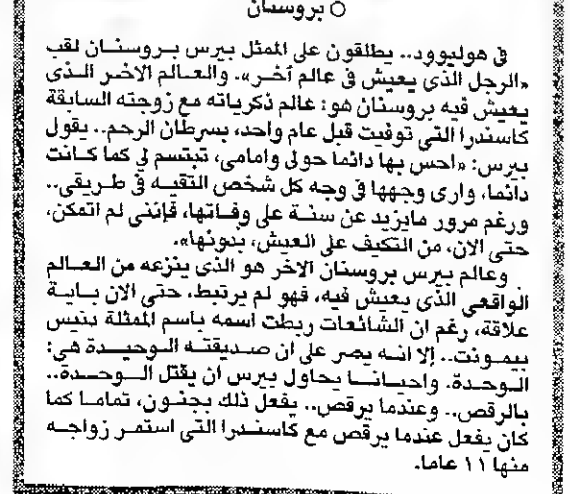 ○ بروسنان
في هوليوود.. يطلقون على الممثل بيرس بروسنان لقب
«الرجل الذي يعيش في عالم آخر». والعالم الاخر الذي
يعيش فيه بروسنان هو: عالم ذكرياته مع زوجته السابقة
كاسندرا التي توفيت قبل عام واحد، بسرطان الرحم.. يقول
بيرس: «احس بها دائما حولي وامامي، تبتسم لي كما كانت
دائما، وارى وجهها في وجه كل شخص التقيه في طريقي..
ورغم مرور مايزيد عن سنة على وفاتها، فإنني لم اتمكن،
حتى الان، من التكيف على العيش، بدونها».
وعالم بيرس بروسنان الآخر هو الذي ينزعه من العالم
الواقعي الذي يعيش فيه، فهو لم يرتبط، حتى الان باية
علاقة، رغم ان الشائعات ربطت اسمه باسم الممثلة دنيس
بيمونت.. إلا انه يصر على ان صديقته الوحيدة هي:
الوحدة. واحيانا يحاول بيرس ان يقتل الوحدة..
بالرقص.. وعندما يرقص.. يفعل ذلك بجنون، تماما كما
كان يفعل عندما يرقص مع كاسندرا التي استمر زواجه
منها ١١ عاما.